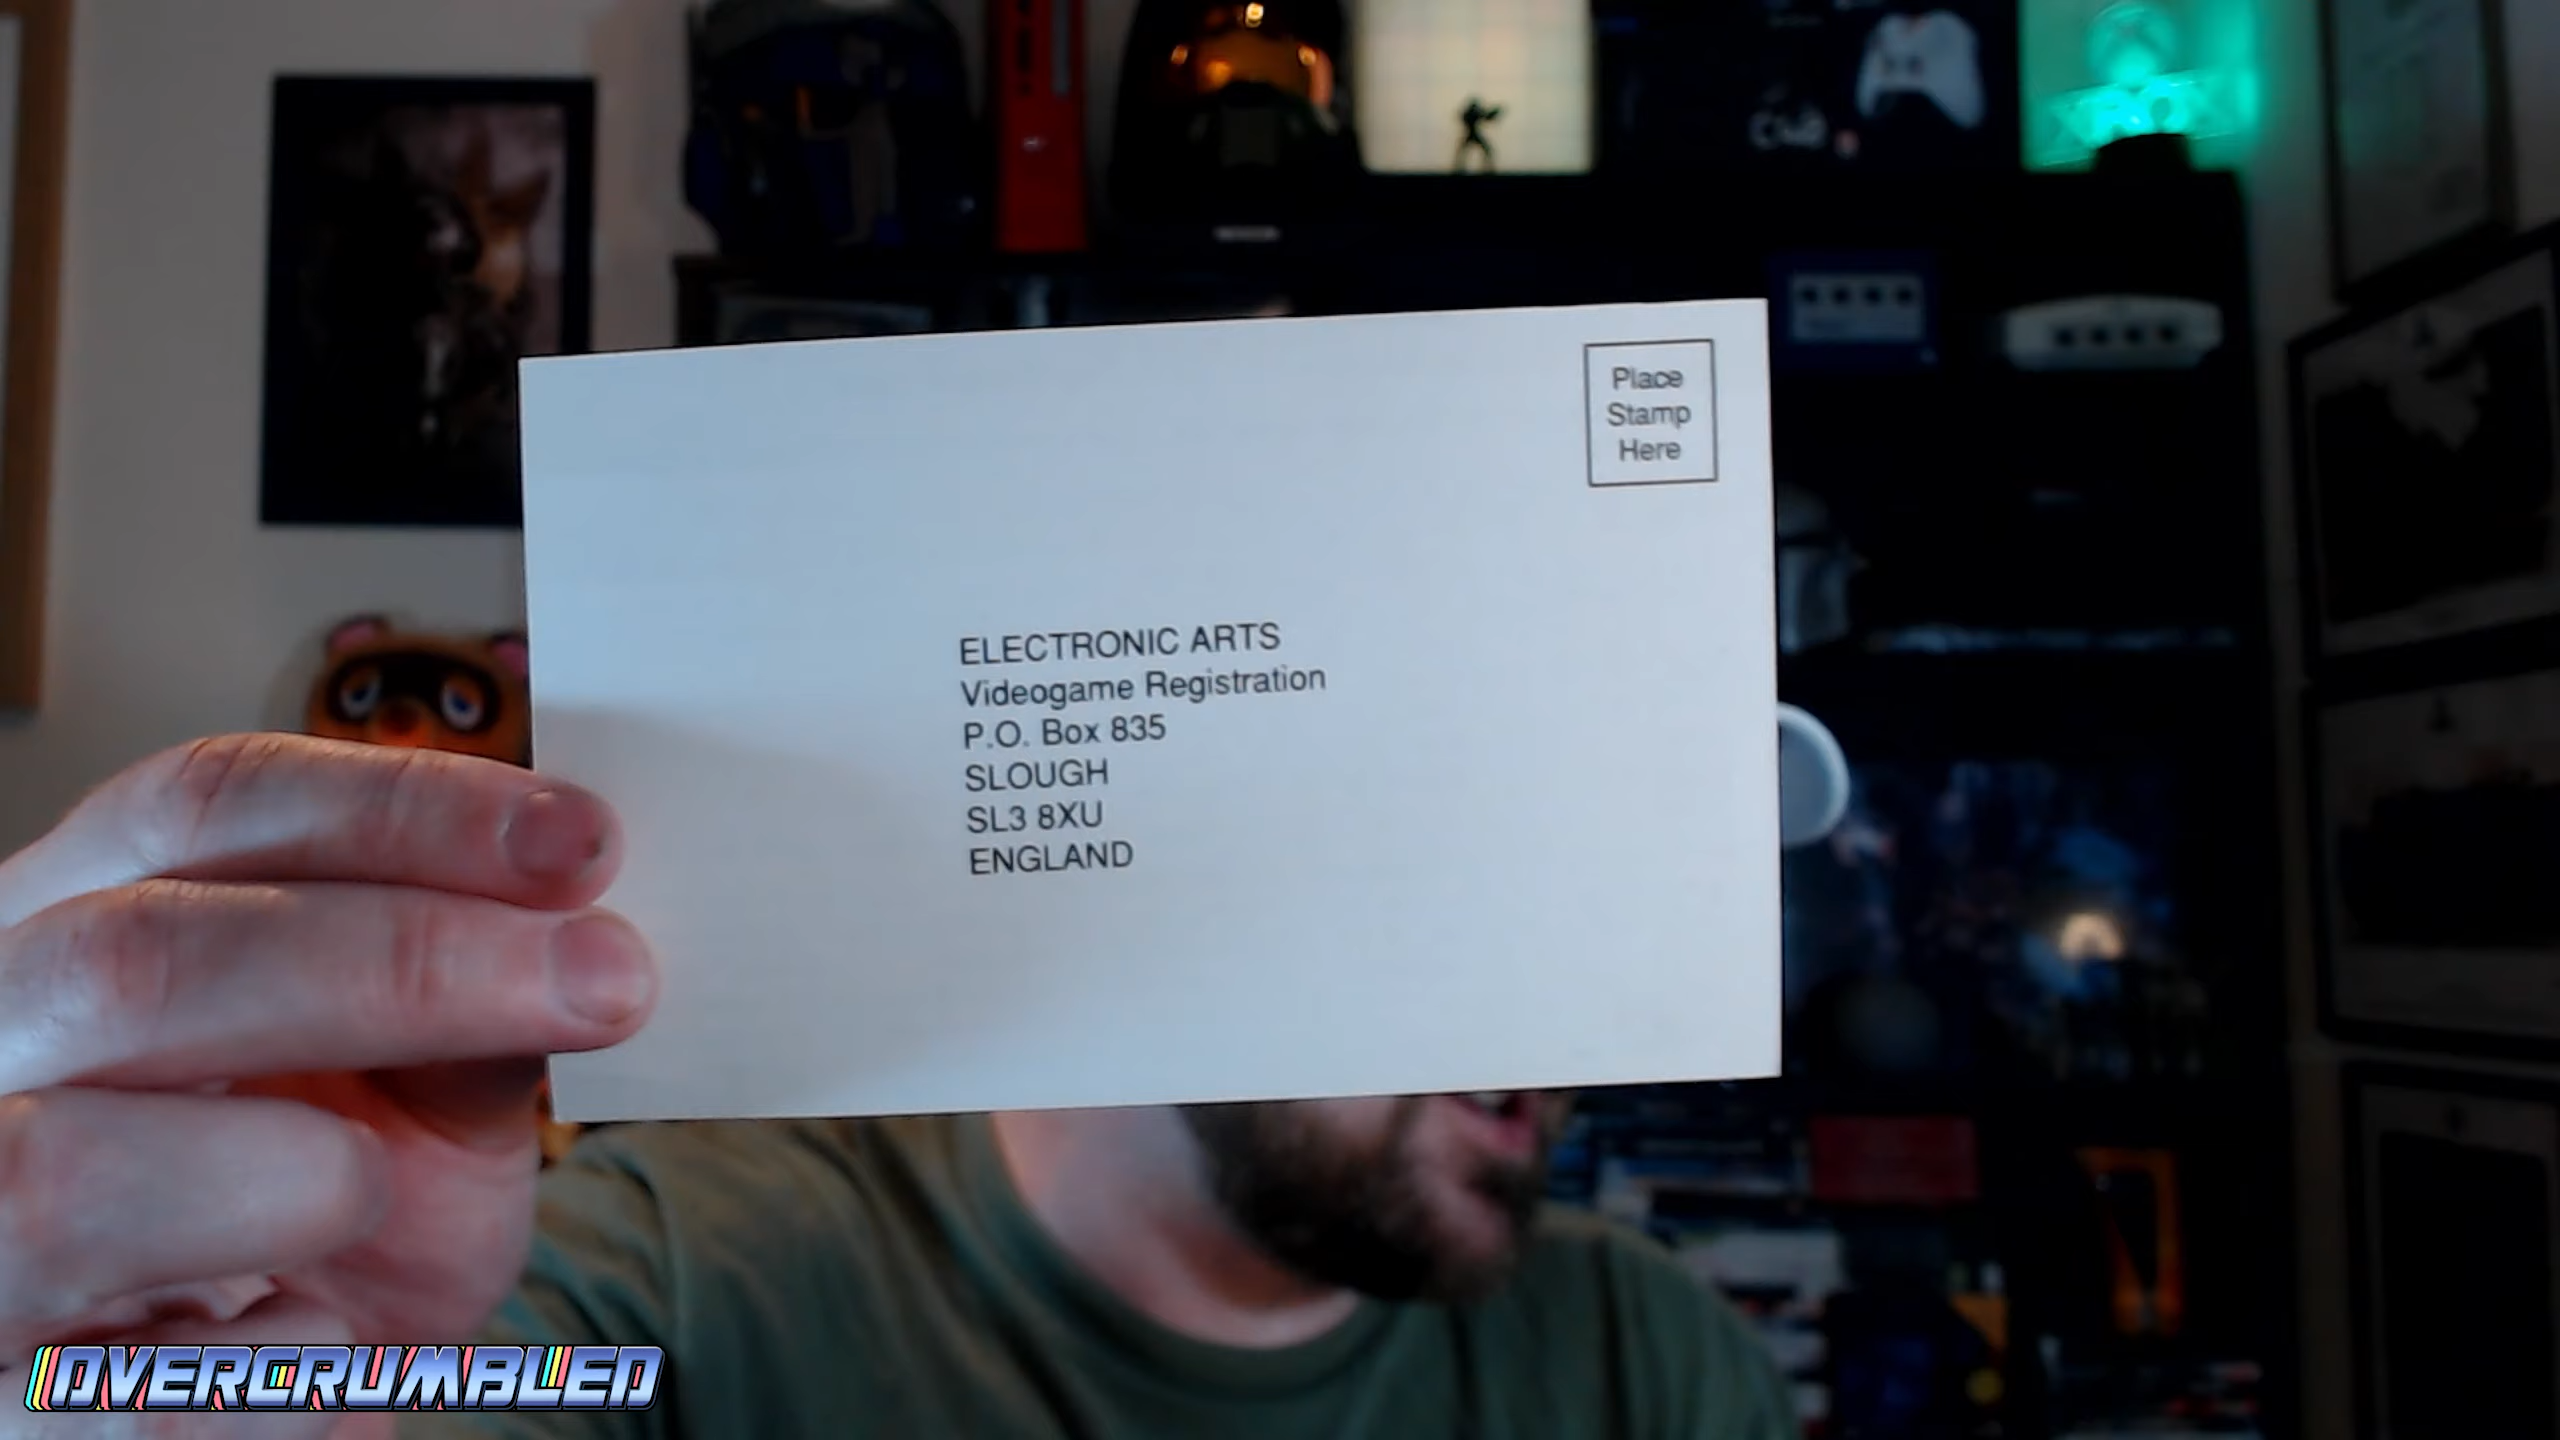 Place
Stamp
Here
ELECTRONIC ARTS
Videogame Registration
P.O. Box 835
SLOUGH
SL3 8XU
ENGLAND
OVERCRUMBLED